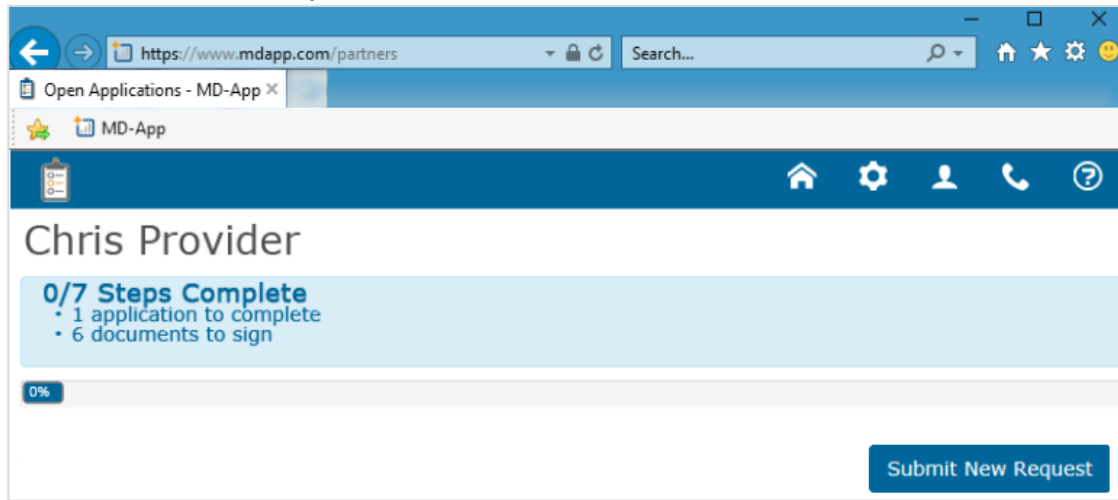 https://www.mdapp.com/partners Search...
Open Applications - MD-App
MD-App
Chris Provider
0/7 Steps Complete
• 1 application to complete
• 6 documents to sign
0%
Submit New Request